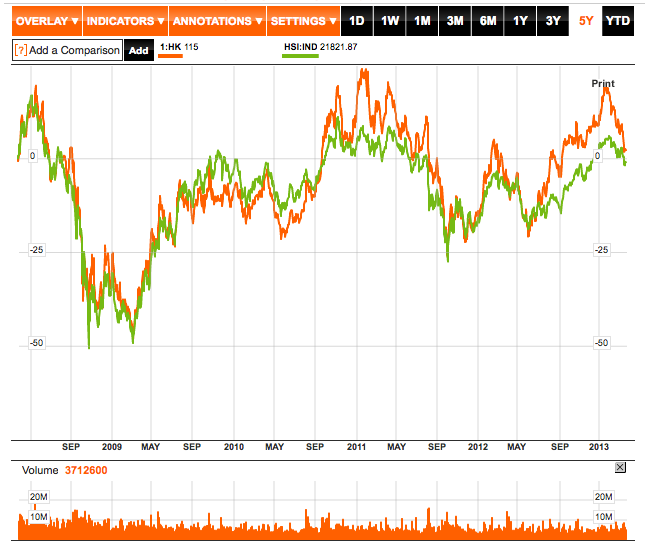 OVERLAY ▼ INDICATORS ▼ ANNOTATIONS ▼ SETTINGS ▼ 1D 1W 1M 3M 6M 1Y 3Y 5Y YTD
[?] Add a Comparison Add 1:HK 115 HSI:IND 21821.87
Print
0 0
-25 -25
-50 -50
SEP 2009 MAY SEP 2010 MAY SEP 2011 MAY SEP 2012 MAY SEP 2013
Volume 3712600
20M 20M
10M 10M